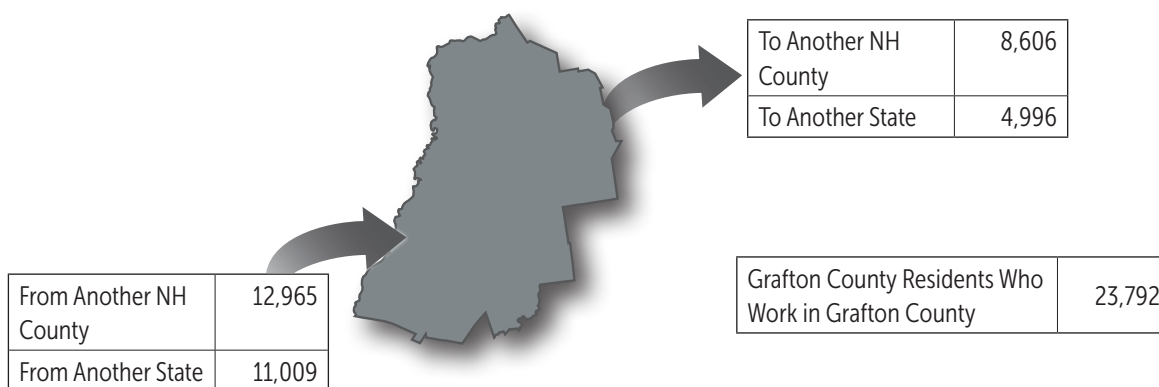 To Another NH
County
8,606
To Another State 4,996
From Another NH
County
12,965
From Another State 11,009
Grafton County Residents Who
Work in Grafton County
23,792